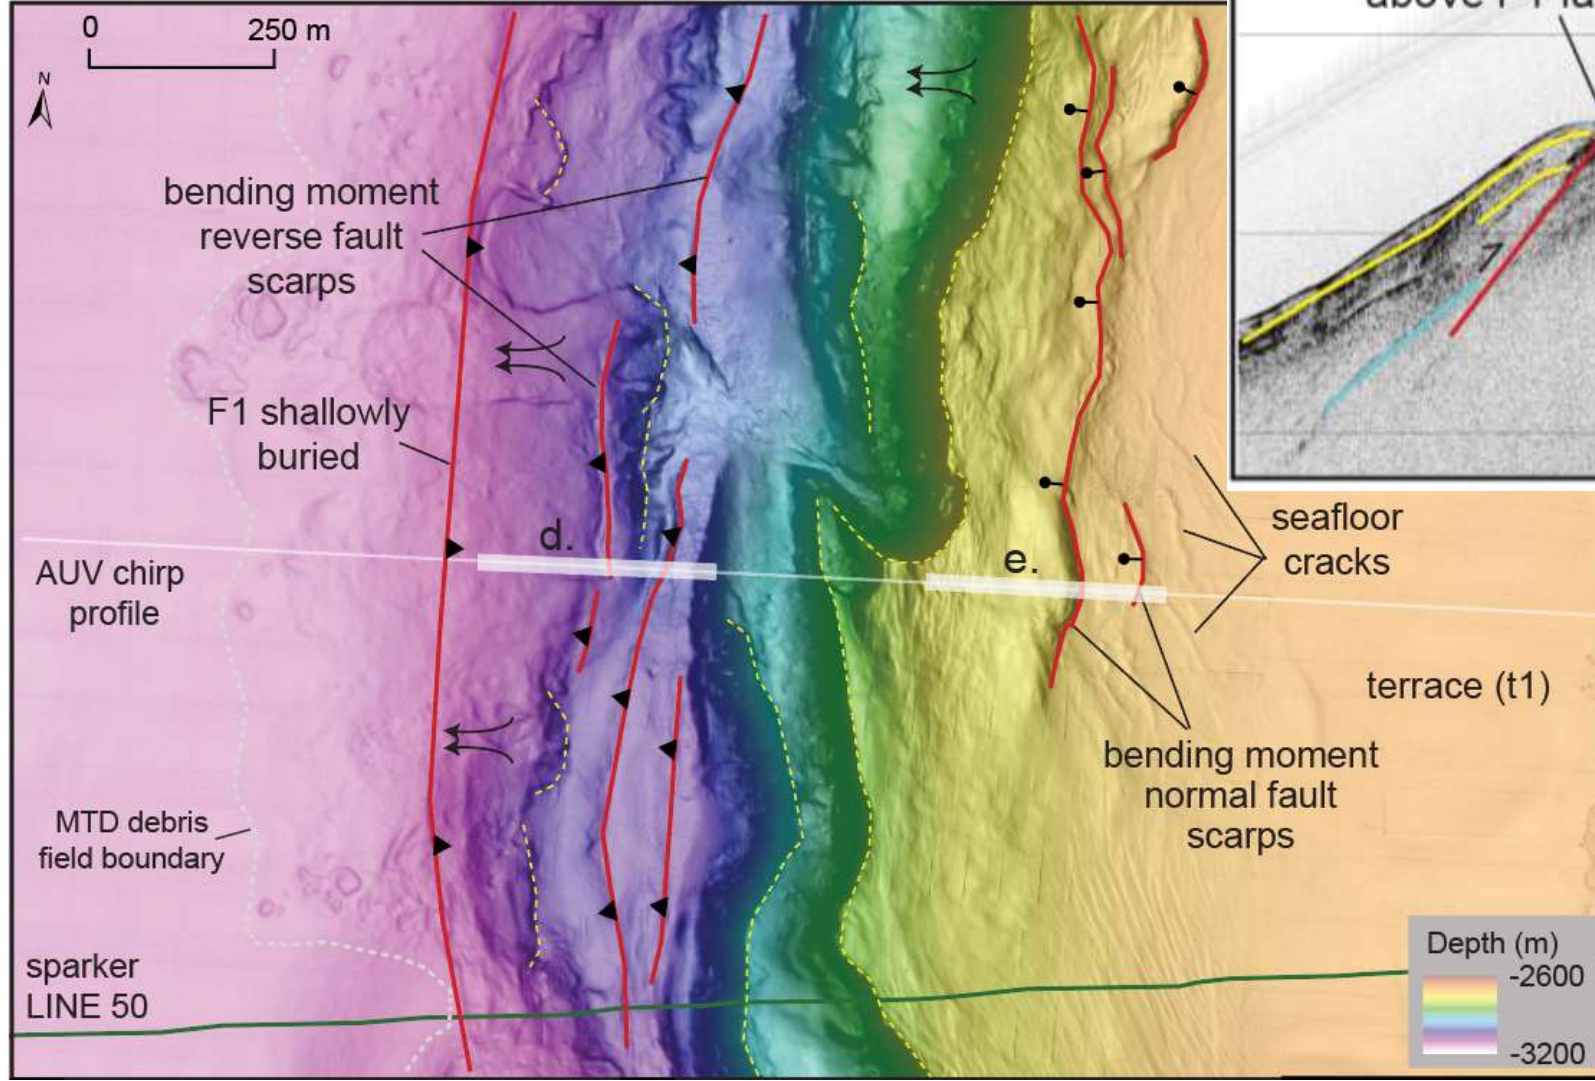 0 250 m
N
bending moment
reverse fault
scarps
F1 shallowly
buried
d.
AUV chirp
profile
e.
seafloor
cracks
terrace (t1)
bending moment
normal fault
scarps
MTD debris
field boundary
sparker
LINE 50
Depth (m)
-2600
-3200